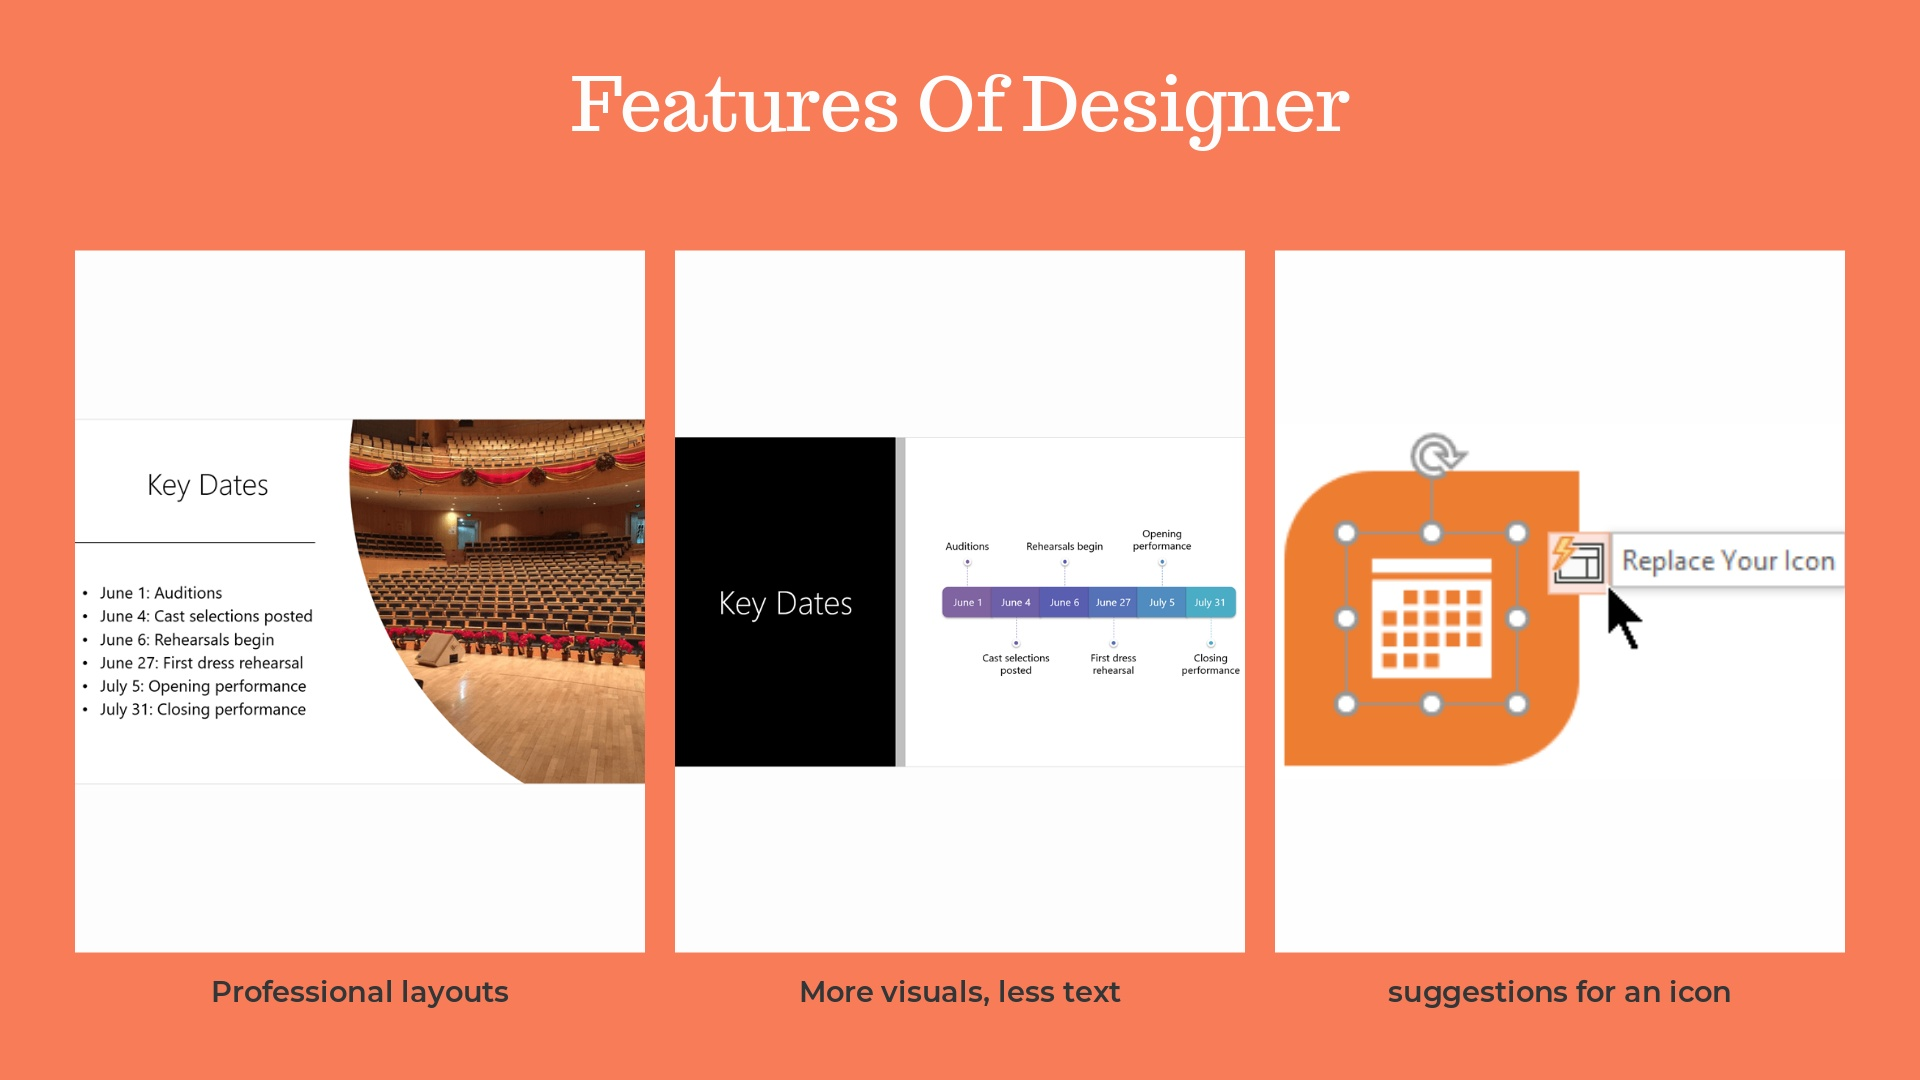 Features Of Designer
Key Dates
• June 1: Auditions
• June 4: Cast selections posted
• June 6: Rehearsals begin
• June 27: First dress rehearsal
• July 5: Opening performance
• July 31: Closing performance
Professional layouts
Key Dates
Auditions
Rehearsals begin
Opening
performance
June 1
June 4
June 6
June 27
July 5
July 31
Cast selections
posted
First dress
rehearsal
Closing
performance
More visuals, less text
Replace Your Icon
suggestions for an icon